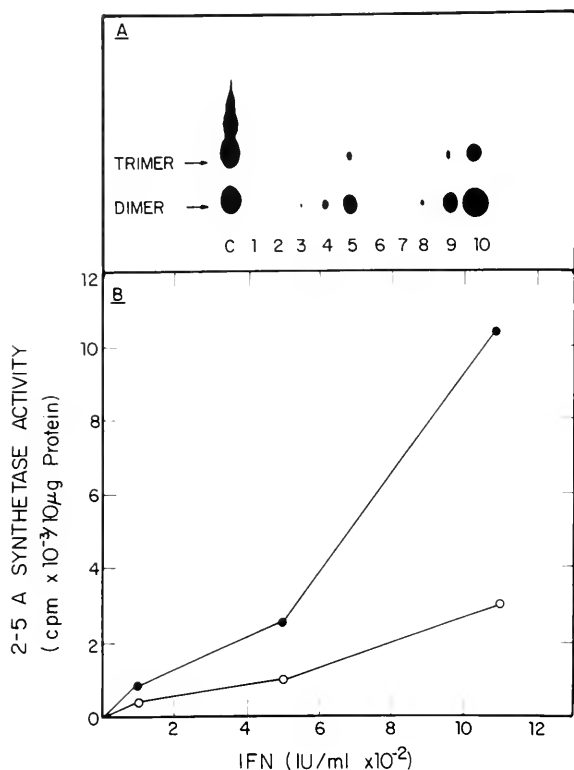 A
TRIMER →
DIMER →
C 1 2 3 4 5 6 7 8 9 10
B
12
10
8
6
4
2
0
2 4 6 8 10 12
2-5 A SYNTHETASE ACTIVITY
(cpm x10⁻³/10μg Protein)
IFN (IU/ml x10⁻²)